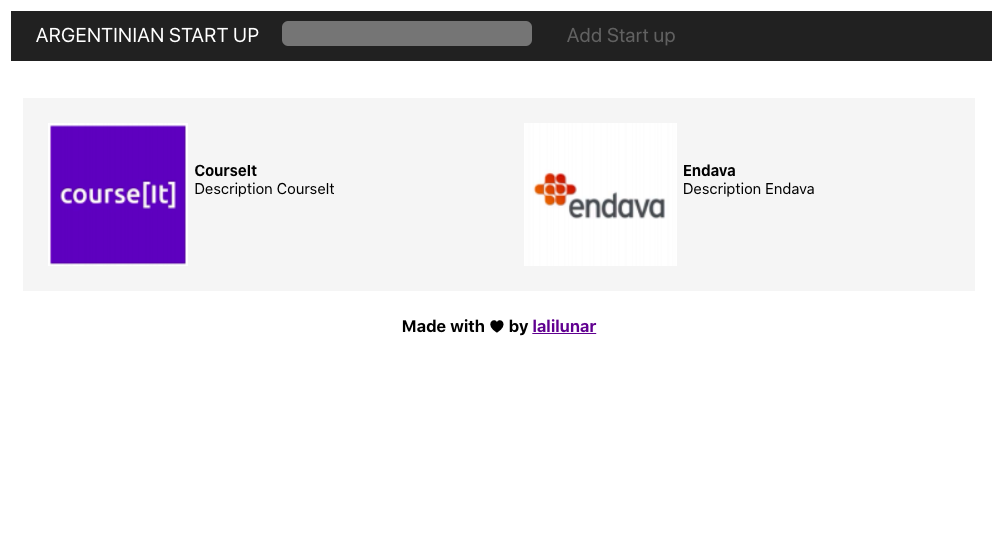 ARGENTINIAN START UP
Add Start up
course[It]
CourseIt
Description CourseIt
endava
Endava
Description Endava
Made with ♥ by lalilunar